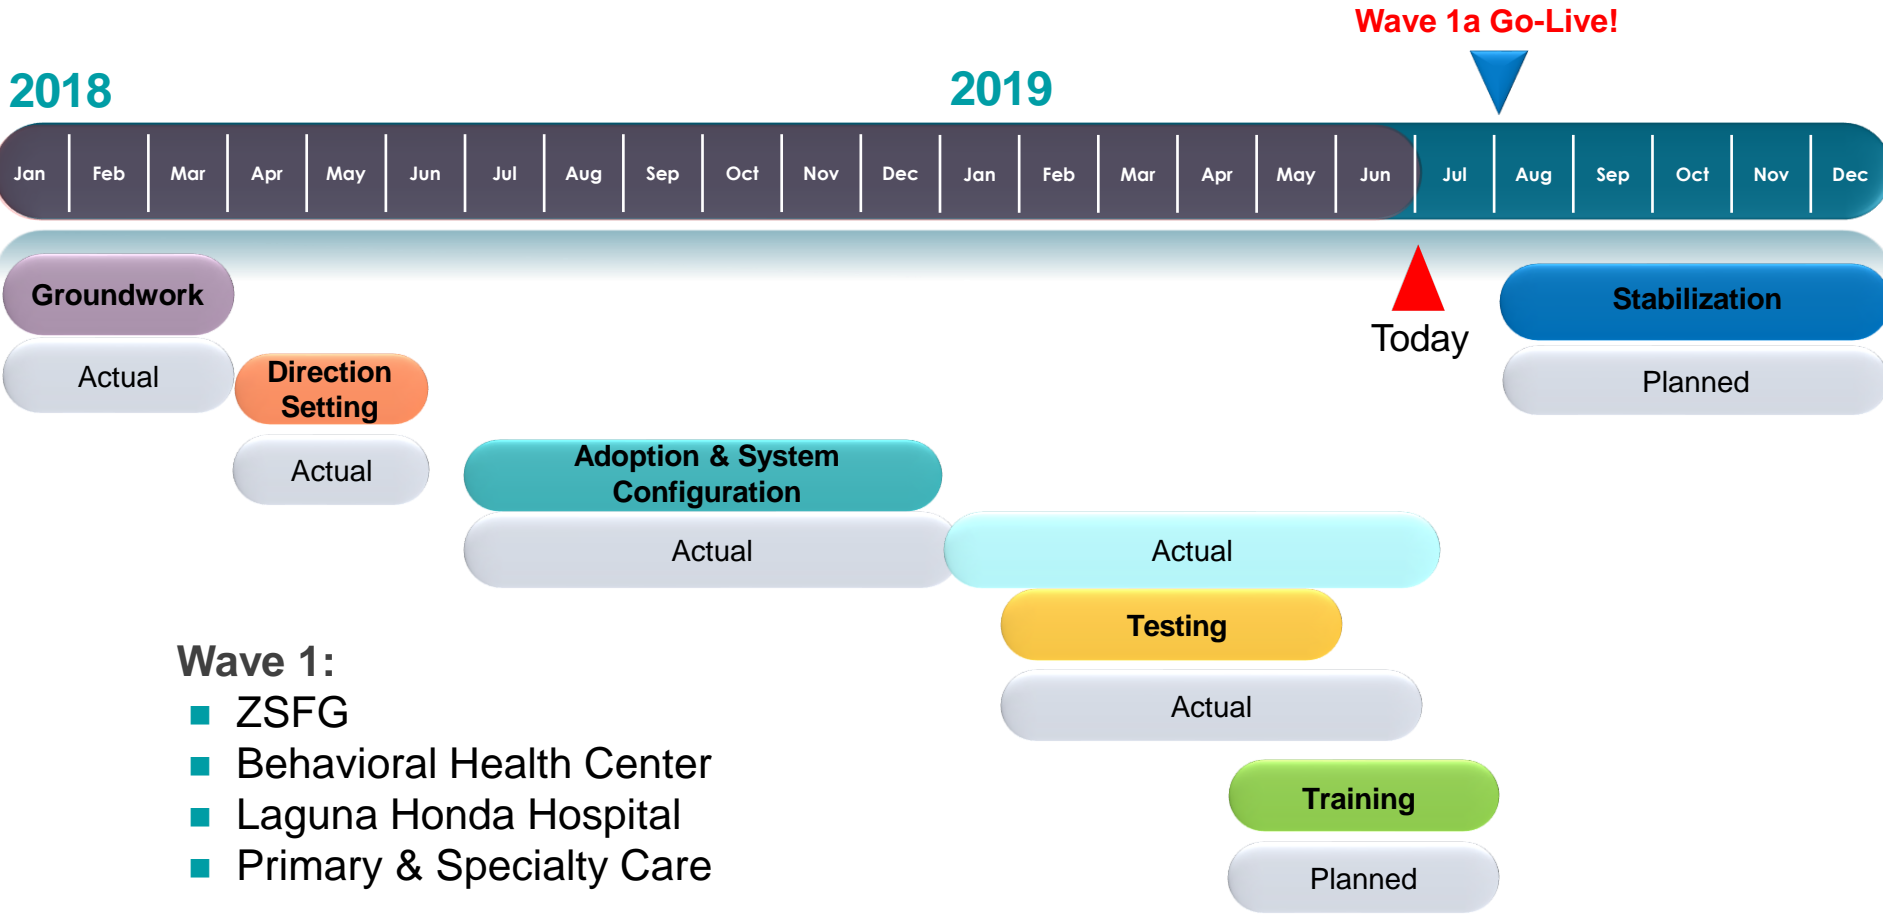 Wave 1a Go-Live!
2018
2019
Jan Feb Mar Apr May Jun Jul Aug Sep Oct Nov Dec Jan Feb Mar Apr May Jun Jul Aug Sep Oct Nov Dec
Groundwork
Actual
Direction
Setting
Actual
Today
Stabilization
Planned
Adoption & System
Configuration
Actual
Actual
Testing
Actual
Training
Planned
Wave 1:
ZSFG
Behavioral Health Center
Laguna Honda Hospital
Primary & Specialty Care